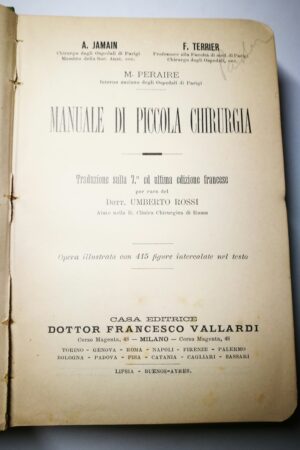 A. JAMAIN
Chirurgo dagli Ospedali di Parigi
Membro della Soc. Anat. ecc.
F. TERRIER
Professore alla Facoltà di med. di Parigi
Chirurgo degli Ospedali, ecc.
M. PERAIRE
Interno anziano degli Ospedali di Parigi
MANUALE DI PICCOLA CHIRURGIA
Traduzione sulla 7.ª ed ultima edizione francese
per cura del
DOTT. UMBERTO ROSSI
nella R. Clinica Chirurgica di Roma
Opera illustrata con 415 figure intercalate nel testo
CASA EDITRICE
DOTTOR FRANCESCO VALLARDI
Corso Magenta, 48 — MILANO — Corso Magenta, 48
TORINO - GENOVA - ROMA - NAPOLI - FIRENZE - PALERMO
BOLOGNA - PADOVA - PISA - CATANIA - CAGLIARI - SASSARI
LIPSIA - BUENOS-AYRES.